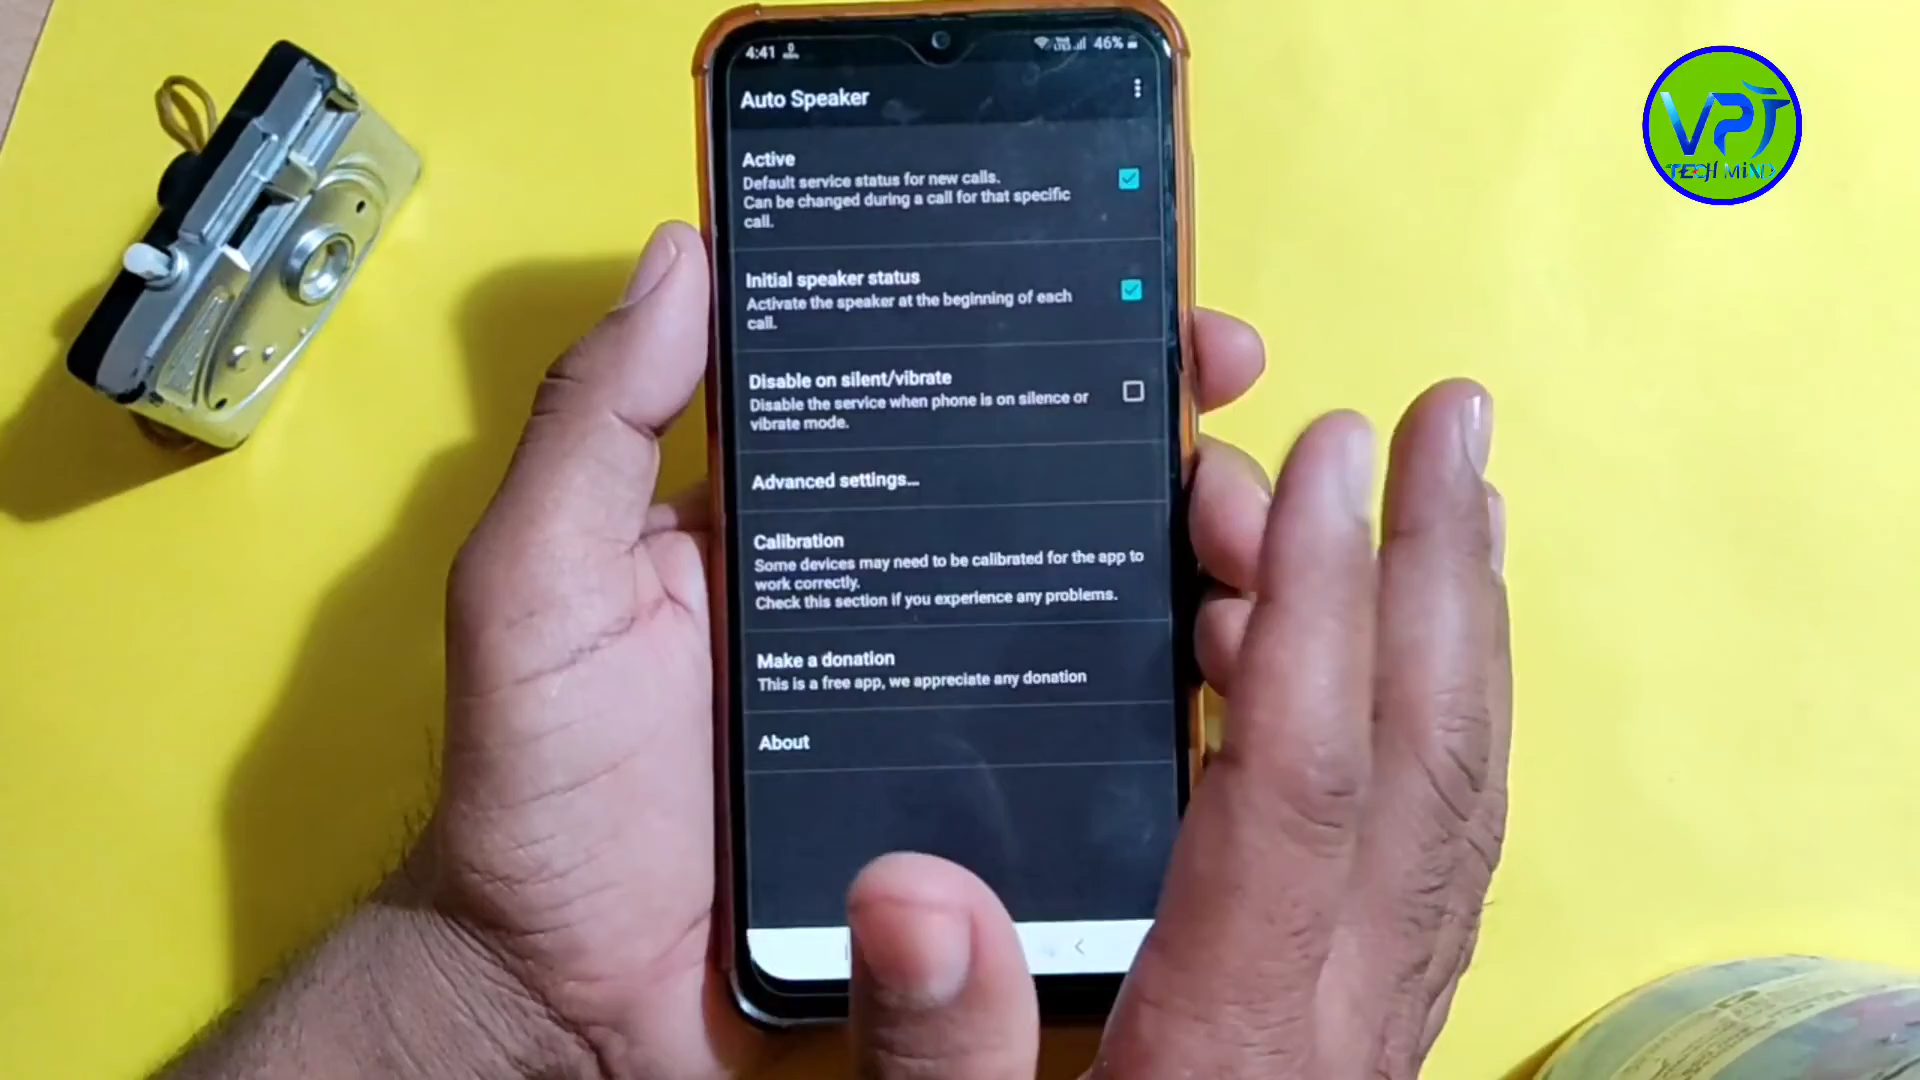 4:41
46%
VPT
TECH MIND
Auto Speaker
Active
Default service status for new calls.
Can be changed during a call for that specific
call.
Initial speaker status
Activate the speaker at the beginning of each
call.
Disable on silent/vibrate
Disable the service when phone is on silence or
vibrate mode.
Advanced settings...
Calibration
Some devices may need to be calibrated for the app to
work correctly.
Check this section if you experience any problems.
Make a donation
This is a free app, we appreciate any donation
About